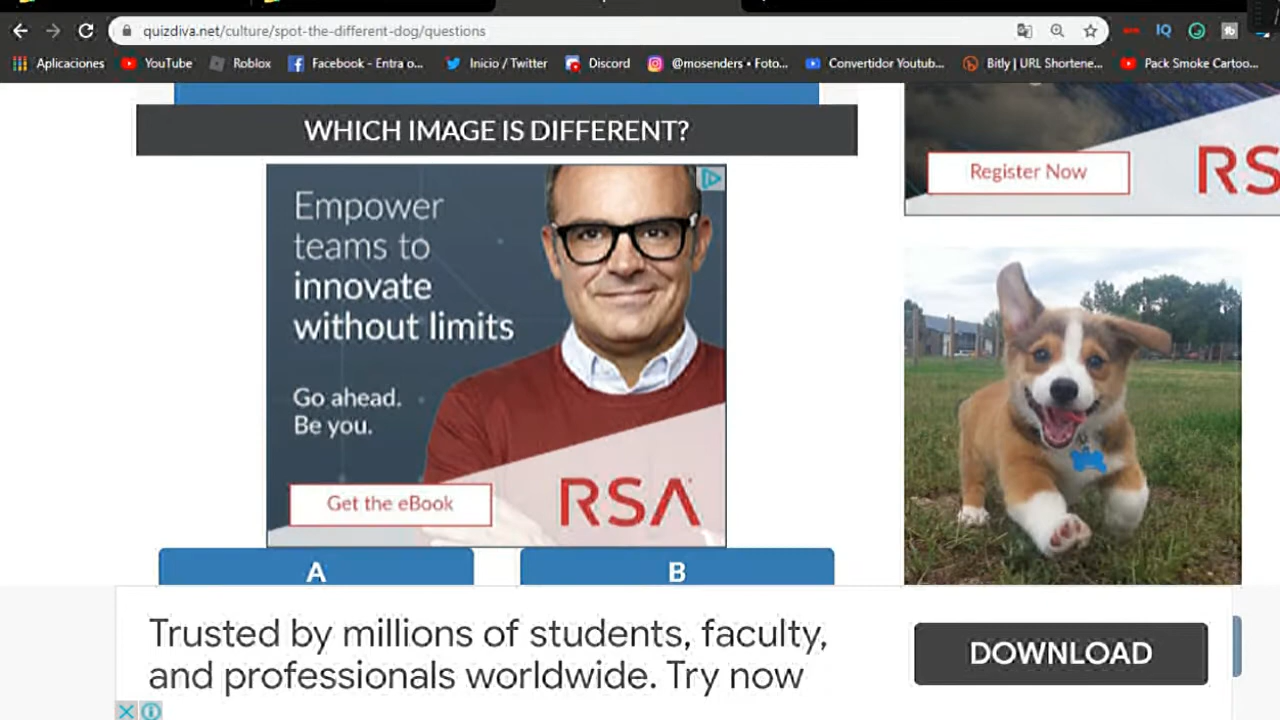 quizdiva.net/culture/spot-the-different-dog/questions
IQ
Aplicaciones
YouTube
Roblox
Facebook - Entra o...
Inicio / Twitter
Discord
@mosenders • Foto...
Convertidor Youtub...
Bitly | URL Shortene...
Pack Smoke Cartoo...
WHICH IMAGE IS DIFFERENT?
Empower
teams to
innovate
without limits
Go ahead.
Be you.
Get the eBook
RSA
Register Now
RS
A
B
Trusted by millions of students, faculty,
and professionals worldwide. Try now
DOWNLOAD